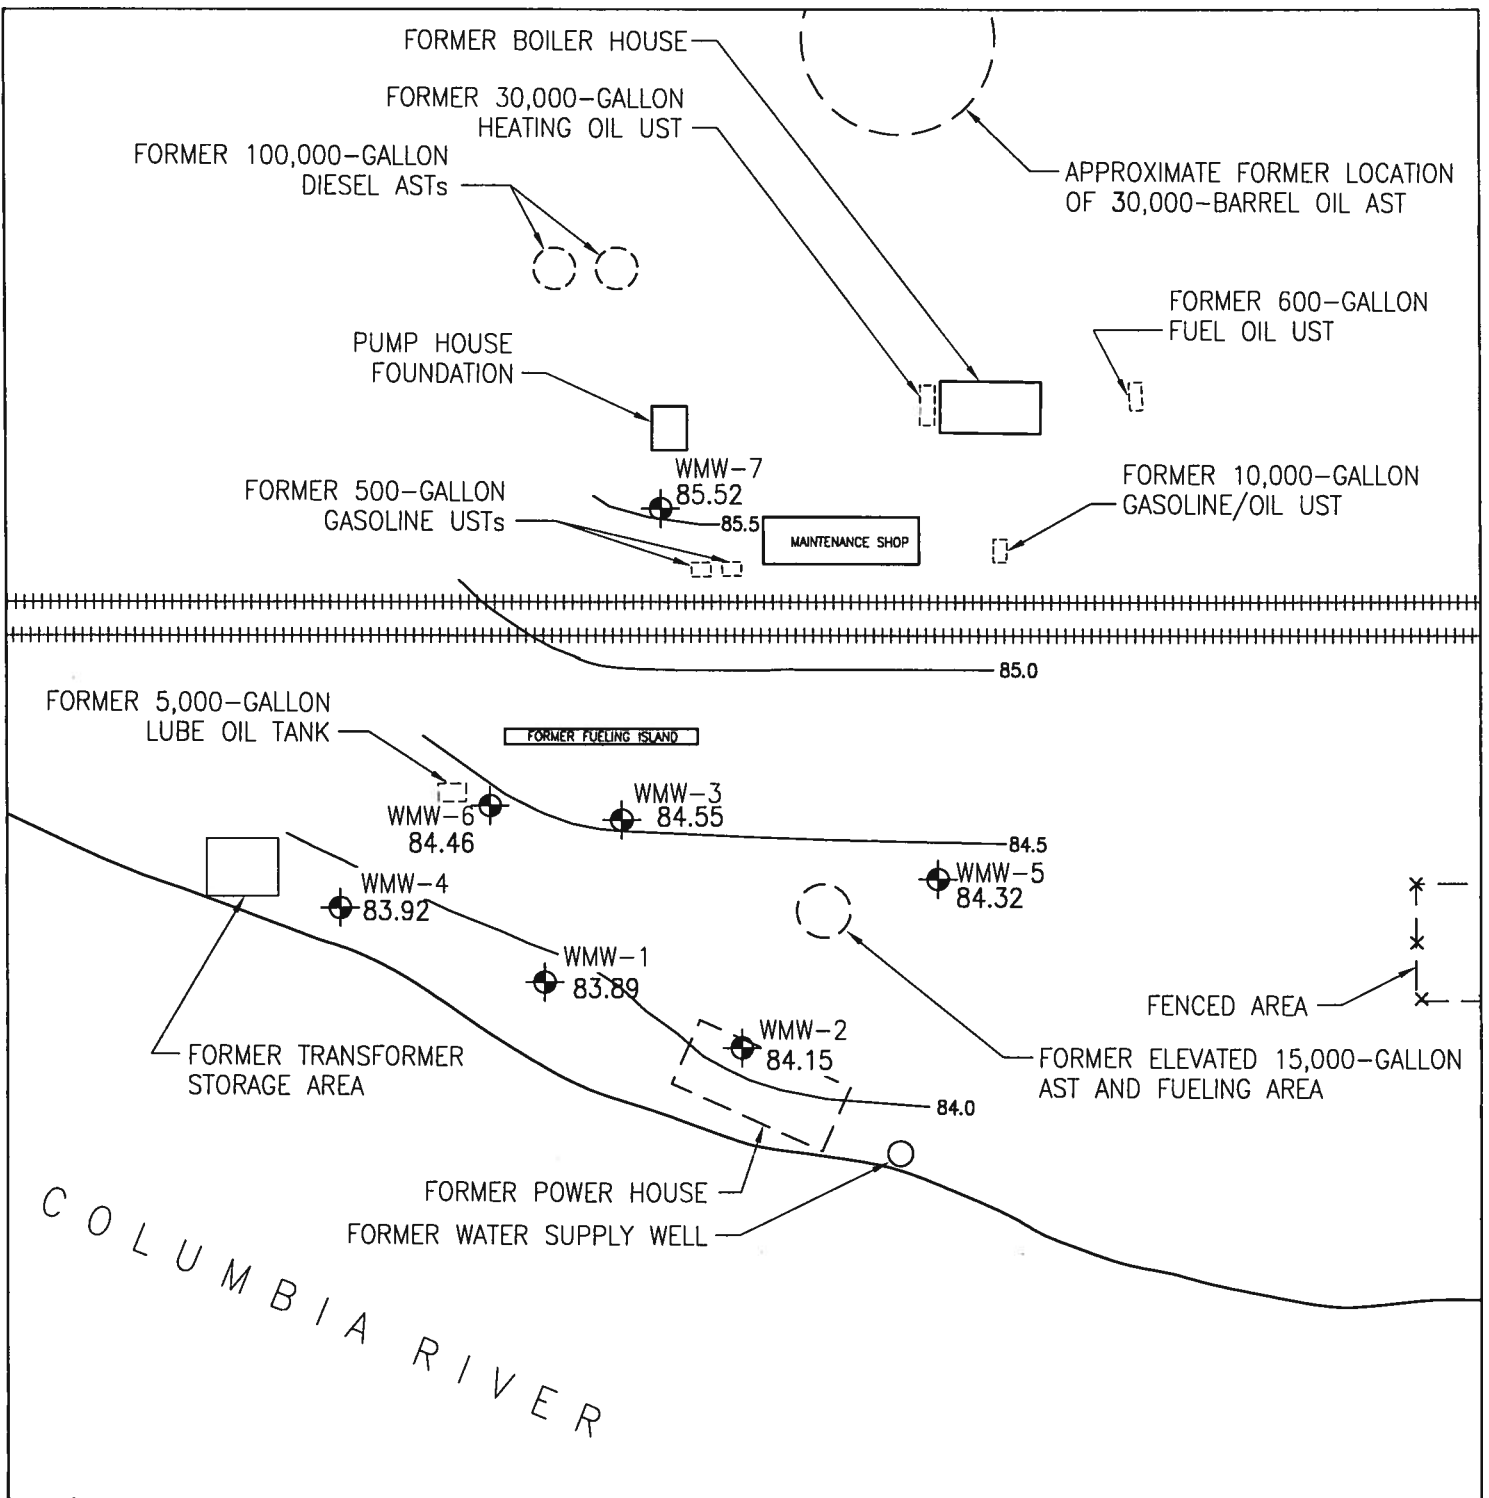 FORMER BOILER HOUSE
FORMER 30,000-GALLON
HEATING OIL UST
FORMER 100,000-GALLON
DIESEL ASTs
APPROXIMATE FORMER LOCATION
OF 30,000-BARREL OIL AST
FORMER 600-GALLON
FUEL OIL UST
PUMP HOUSE
FOUNDATION
WMW-7
85.52
FORMER 10,000-GALLON
GASOLINE/OIL UST
FORMER 500-GALLON
GASOLINE USTs
85.5
MAINTENANCE SHOP
85.0
FORMER 5,000-GALLON
LUBE OIL TANK
FORMER FUELING ISLAND
WMW-3
84.55
WMW-6
84.46
84.5
WMW-5
84.32
WMW-4
83.92
WMW-1
83.89
FENCED AREA
WMW-2
84.15
FORMER TRANSFORMER
STORAGE AREA
FORMER ELEVATED 15,000-GALLON
AST AND FUELING AREA
84.0
FORMER POWER HOUSE
FORMER WATER SUPPLY WELL
COLUMBIA RIVER